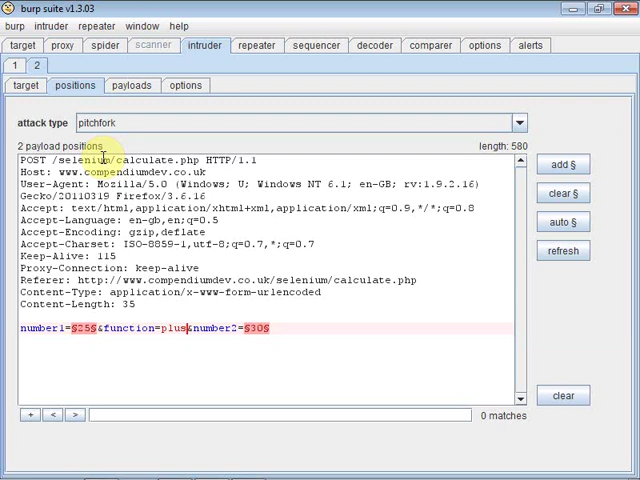 burp suite v1.3.03
burp intruder repeater window help
target proxy spider scanner intruder repeater sequencer decoder comparer options alerts
1 2
target positions payloads options
attack type pitchfork
2 payload positions length: 580
POST /selenium/calculate.php HTTP/1.1
Host: www.compendiumdev.co.uk
User-Agent: Mozilla/5.0 (Windows; U; Windows NT 6.1; en-GB; rv:1.9.2.16)
Gecko/20110319 Firefox/3.6.16
Accept: text/html,application/xhtml+xml,application/xml;q=0.9,*/*;q=0.8
Accept-Language: en-gb,en;q=0.5
Accept-Encoding: gzip,deflate
Accept-Charset: ISO-8859-1,utf-8;q=0.7,*;q=0.7
Keep-Alive: 115
Proxy-Connection: keep-alive
Referer: http://www.compendiumdev.co.uk/selenium/calculate.php
Content-Type: application/x-www-form-urlencoded
Content-Length: 35
number1=§25§&function=plus&number2=§30§
add §
clear §
auto §
refresh
clear
+ < > 0 matches